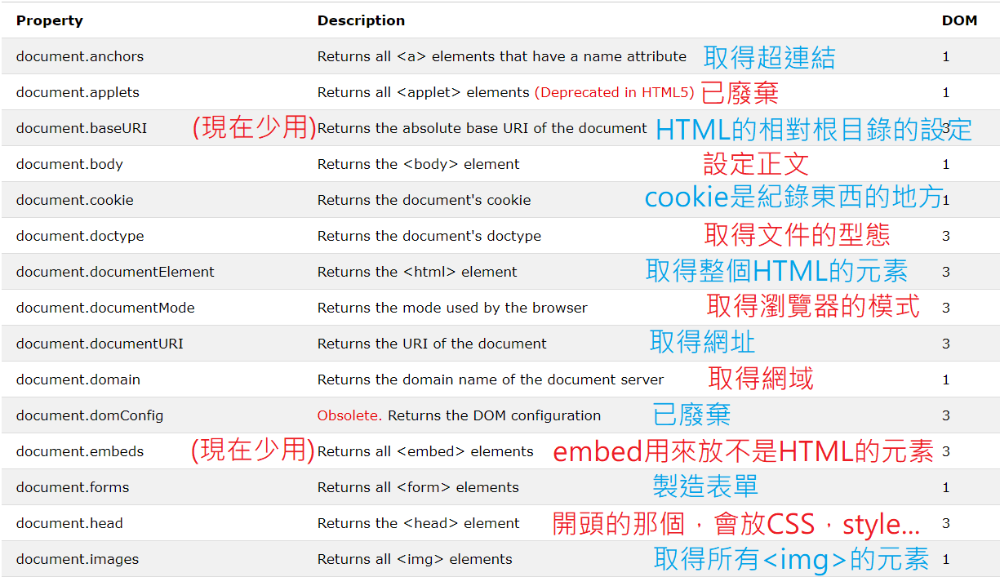 Property Description DOM
document.anchors Returns all <a> elements that have a name attribute 取得超連結 1
document.applets Returns all <applet> elements (Deprecated in HTML5) 已廢棄 1
document.baseURI (現在少用) Returns the absolute base URI of the document HTML的相對根目錄的設定 3
document.body Returns the <body> element 設定正文 1
document.cookie Returns the document's cookie cookie是紀錄東西的地方 1
document.doctype Returns the document's doctype 取得文件的型態 3
document.documentElement Returns the <html> element 取得整個HTML的元素 3
document.documentMode Returns the mode used by the browser 取得瀏覽器的模式 3
document.documentURI Returns the URI of the document 取得網址 3
document.domain Returns the domain name of the document server 取得網域 1
document.domConfig Obsolete. Returns the DOM configuration 已廢棄 3
document.embeds (現在少用) Returns all <embed> elements embed用來放不是HTML的元素 3
document.forms Returns all <form> elements 製造表單 1
document.head Returns the <head> element 開頭的那個，會放CSS，style... 3
document.images Returns all <img> elements 取得所有<img>的元素 1